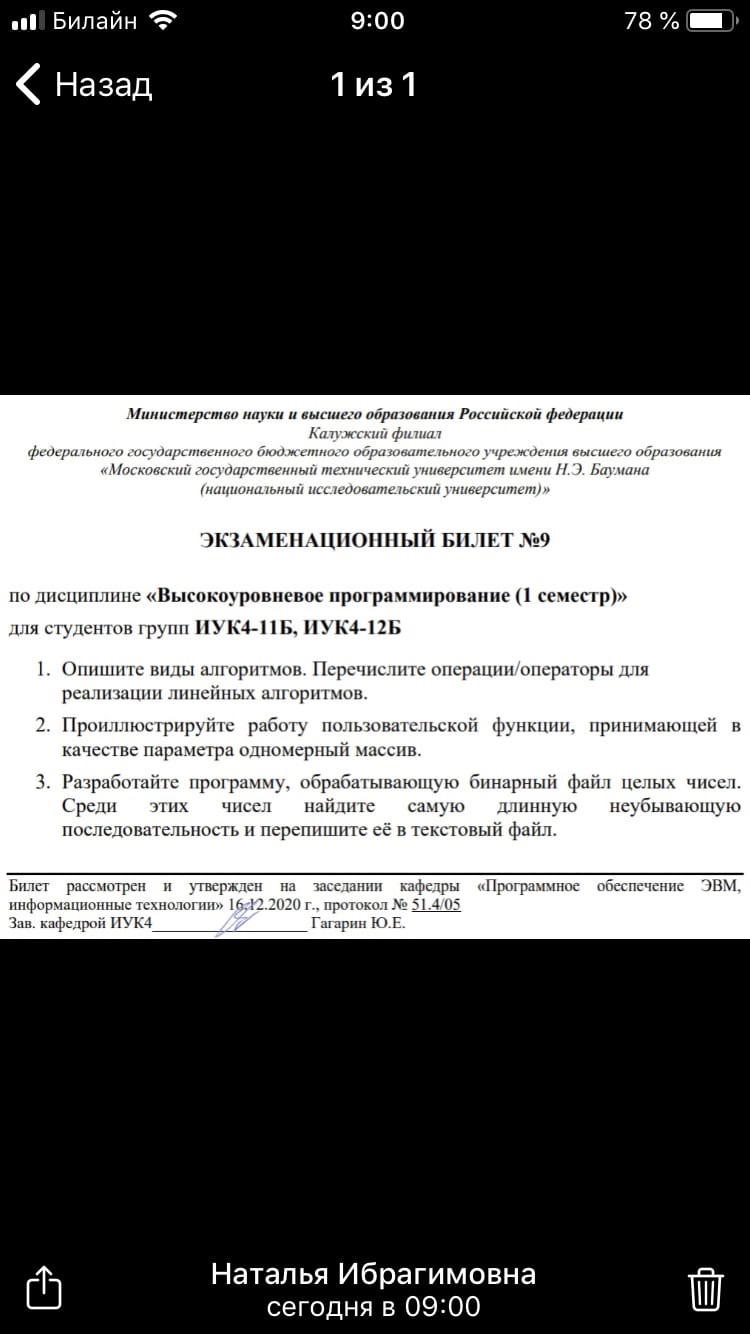 Билайн 9:00 78 %
Назад 1 из 1
Министерство науки и высшего образования Российской федерации
Калужский филиал
федерального государственного бюджетного образовательного учреждения высшего образования
«Московский государственный технический университет имени Н.Э. Баумана
(национальный исследовательский университет)»
ЭКЗАМЕНАЦИОННЫЙ БИЛЕТ №9
по дисциплине «Высокоуровневое программирование (1 семестр)»
для студентов групп ИУК4-11Б, ИУК4-12Б
1. Опишите виды алгоритмов. Перечислите операции/операторы для
реализации линейных алгоритмов.
2. Проиллюстрируйте работу пользовательской функции, принимающей в
качестве параметра одномерный массив.
3. Разработайте программу, обрабатывающую бинарный файл целых чисел.
Среди этих чисел найдите самую длинную неубывающую
последовательность и перепишите её в текстовый файл.
Билет рассмотрен и утвержден на заседании кафедры «Программное обеспечение ЭВМ,
информационные технологии» 16.12.2020 г., протокол № 51.4/05
Зав. кафедрой ИУК4 Гагарин Ю.Е.
Наталья Ибрагимовна
сегодня в 09:00